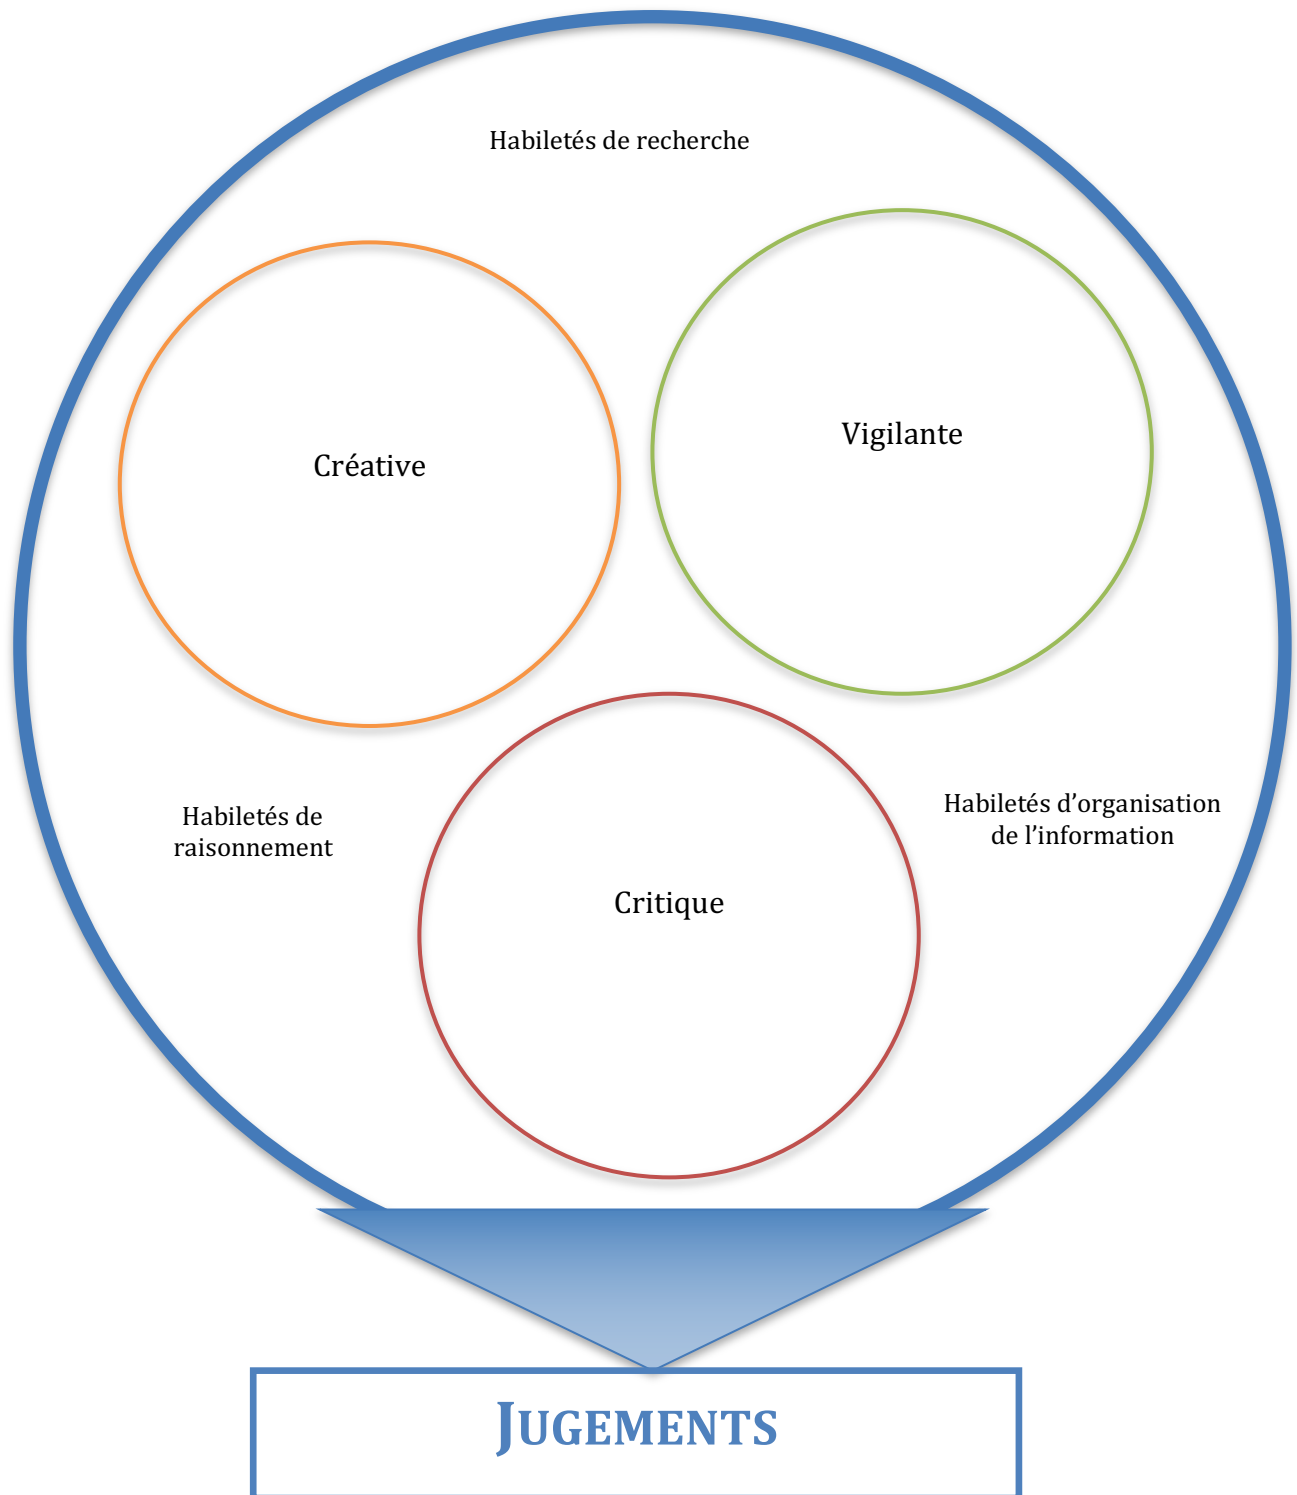 Habiletés de recherche
Vigilante
Créative
Habiletés d’organisation
de l’information
Habiletés de
raisonnement
Critique
JUGEMENTS